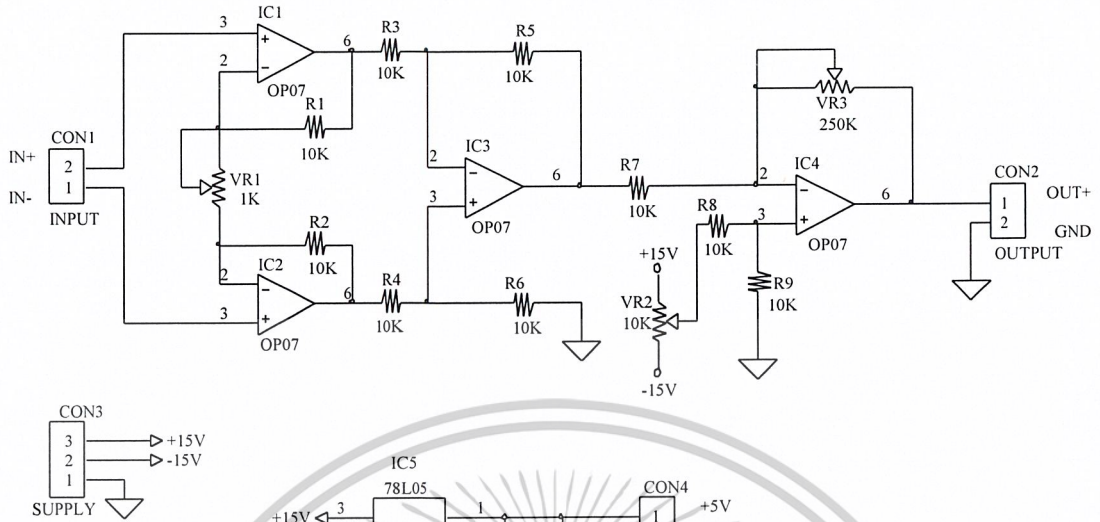 IC1
3
+
6
R3
R5
2
-
10K
10K
OP07
R1
10K
CON1
IN+
2
IN-
1
INPUT
VR1
1K
IC3
2
-
6
3
+
OP07
R2
10K
IC2
2
-
6
3
+
OP07
R4
10K
R6
10K
R7
10K
VR3
250K
IC4
2
-
6
3
+
OP07
R8
10K
R9
10K
+15V
VR2
10K
-15V
CON2
1
OUT+
2
GND
OUTPUT
CON3
3
+15V
2
-15V
1
SUPPLY
IC5
78L05
+15V
3
1
CON4
1
+5V